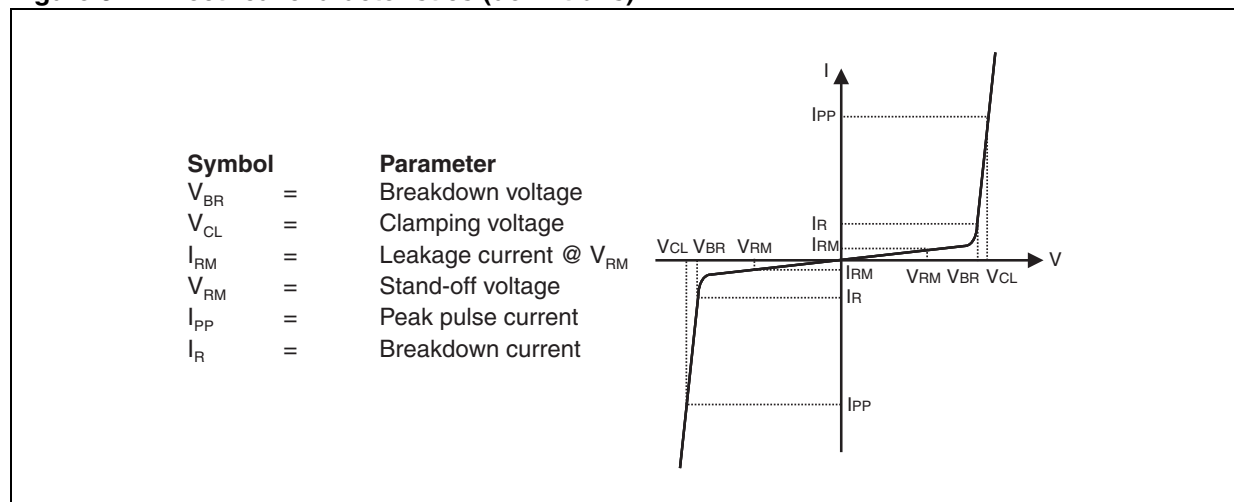 Symbol Parameter
VBR = Breakdown voltage
VCL = Clamping voltage
IRM = Leakage current @ VRM
VRM = Stand-off voltage
IPP = Peak pulse current
IR = Breakdown current
I
IPP
IR
IRM
VCL VBR VRM
V
IRM
VRM VBR VCL
IR
IPP